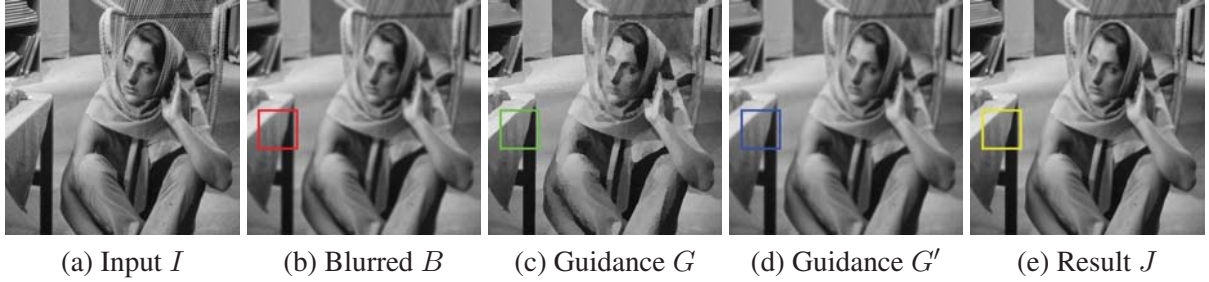 (a) Input I
(b) Blurred B
(c) Guidance G
(d) Guidance G′
(e) Result J